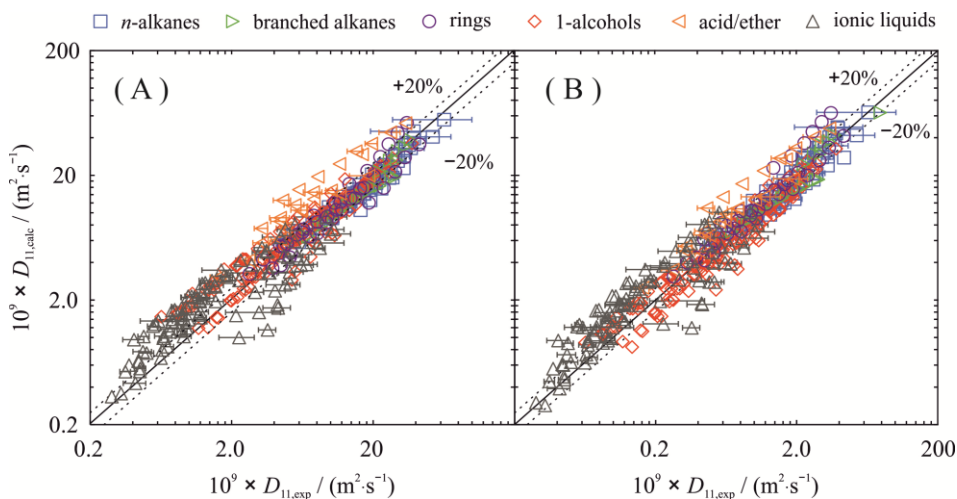 n-alkanes branched alkanes rings 1-alcohols acid/ether ionic liquids
200
20
2.0
0.2
10⁹ × D₁₁,calc / (m²·s⁻¹)
( A )
+20%
−20%
0.2 2.0 20
10⁹ × D₁₁,exp / (m²·s⁻¹)
( B )
+20%
−20%
0.2 2.0 200
10⁹ × D₁₁,exp / (m²·s⁻¹)